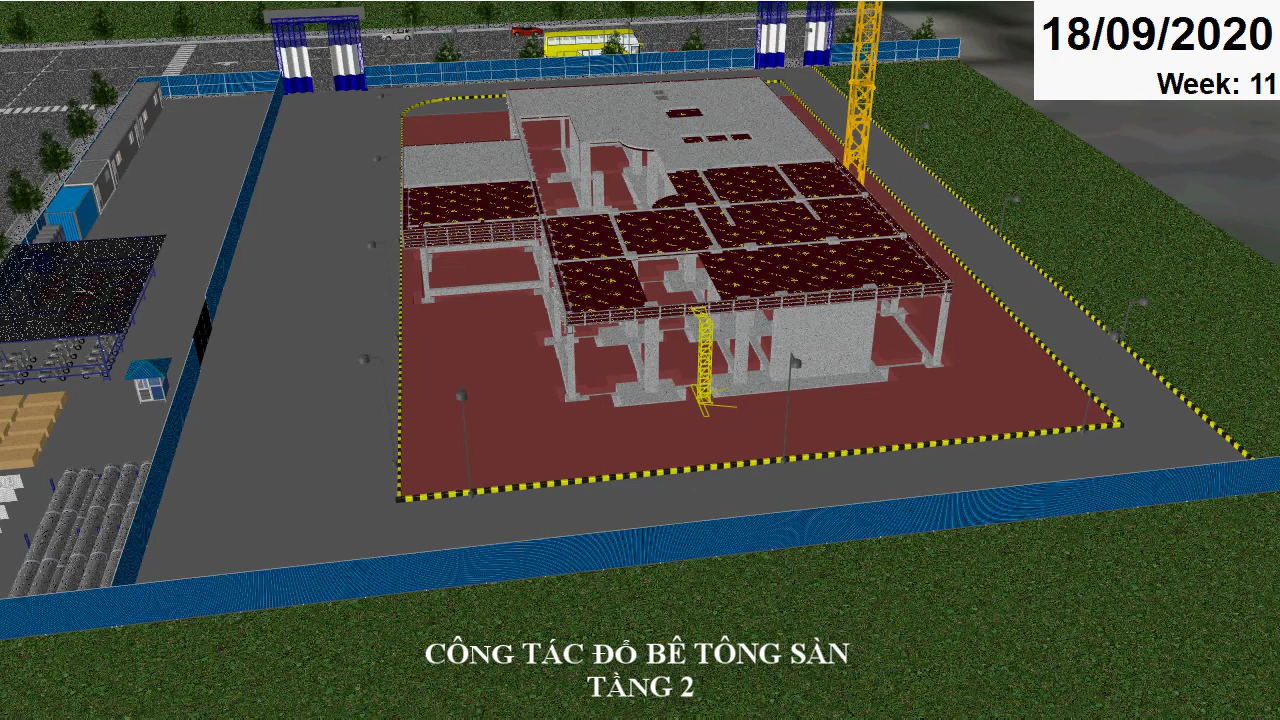 18/09/2020
Week: 11
CÔNG TÁC ĐỔ BÊ TÔNG SÀN
TẦNG 2